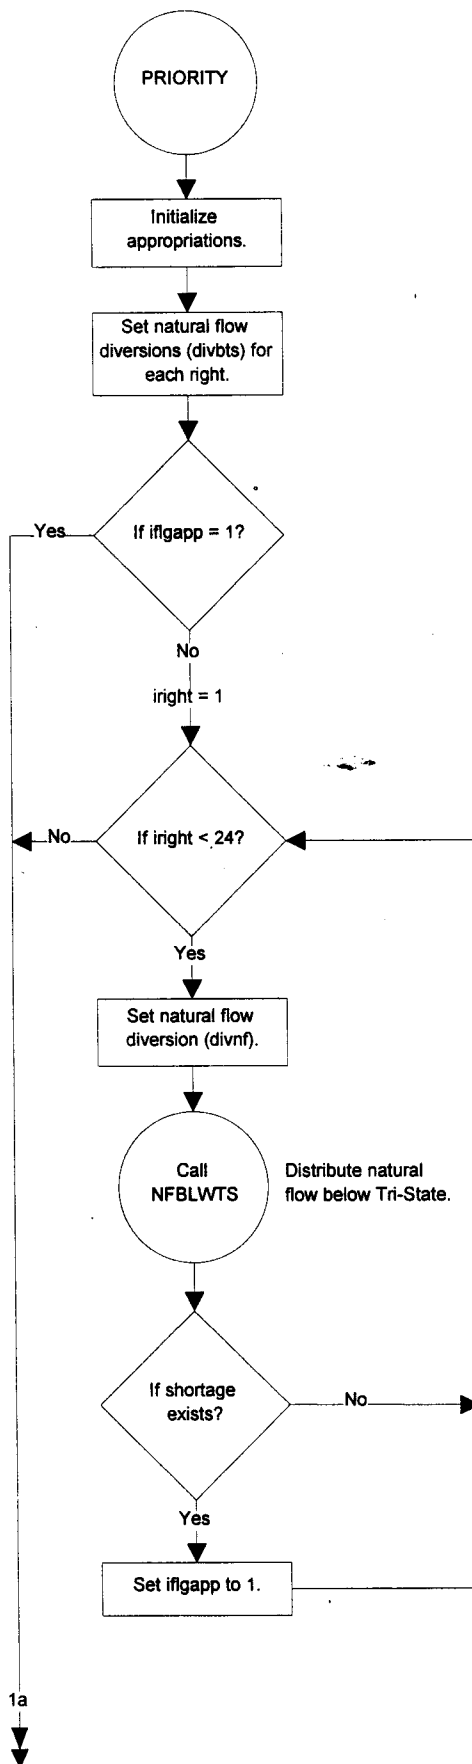 PRIORITY
Initialize
appropriations.
Set natural flow
diversions (divbts) for
each right.
Yes
If iflgapp = 1?
No
iright = 1
No
If iright < 24?
Yes
Set natural flow
diversion (divnf).
Call
NFBLWTS
Distribute natural
flow below Tri-State.
If shortage
exists?
No
Yes
Set iflgapp to 1.
1a